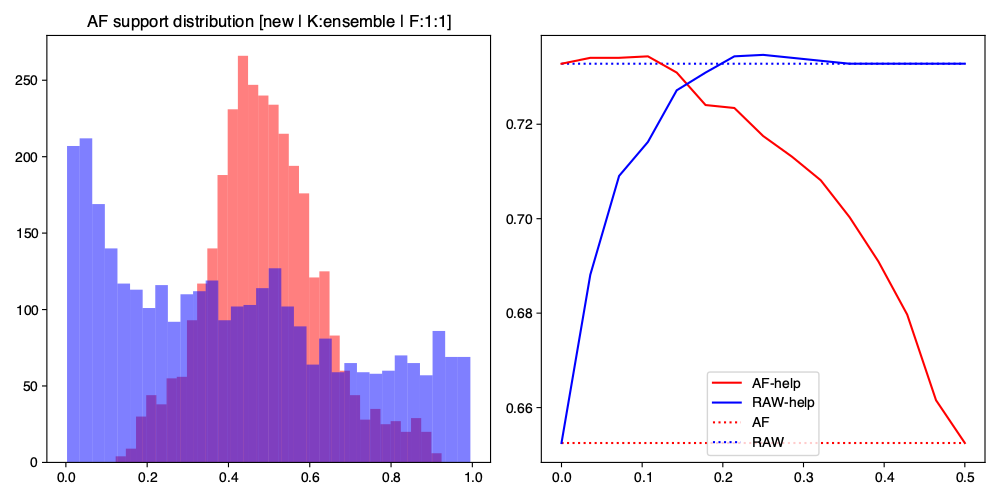 AF support distribution [new | K:ensemble | F:1:1]
250
200
150
100
50
0
0.0 0.2 0.4 0.6 0.8 1.0
0.72
0.70
0.68
0.66
AF-help
RAW-help
AF
RAW
0.0 0.1 0.2 0.3 0.4 0.5